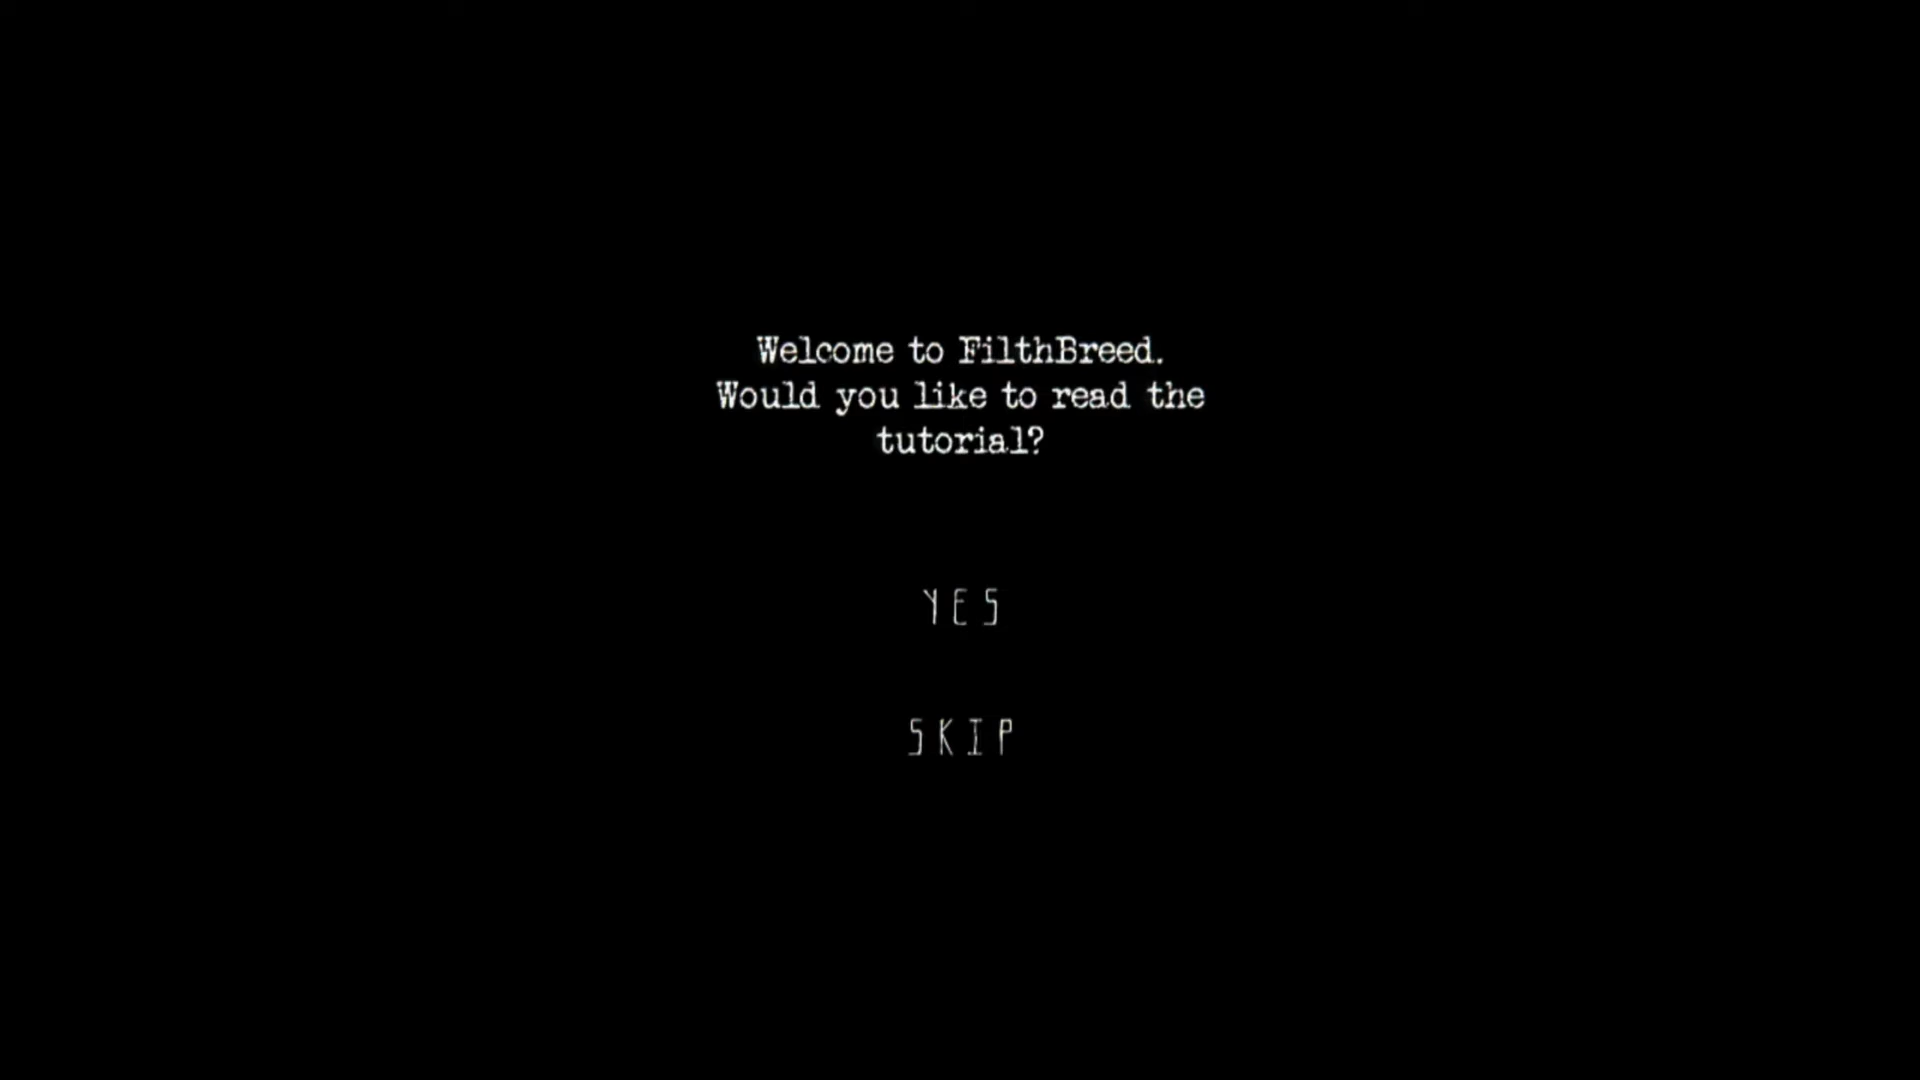 Welcome to FilthBreed.
Would you like to read the
tutorial?
YES
SKIP